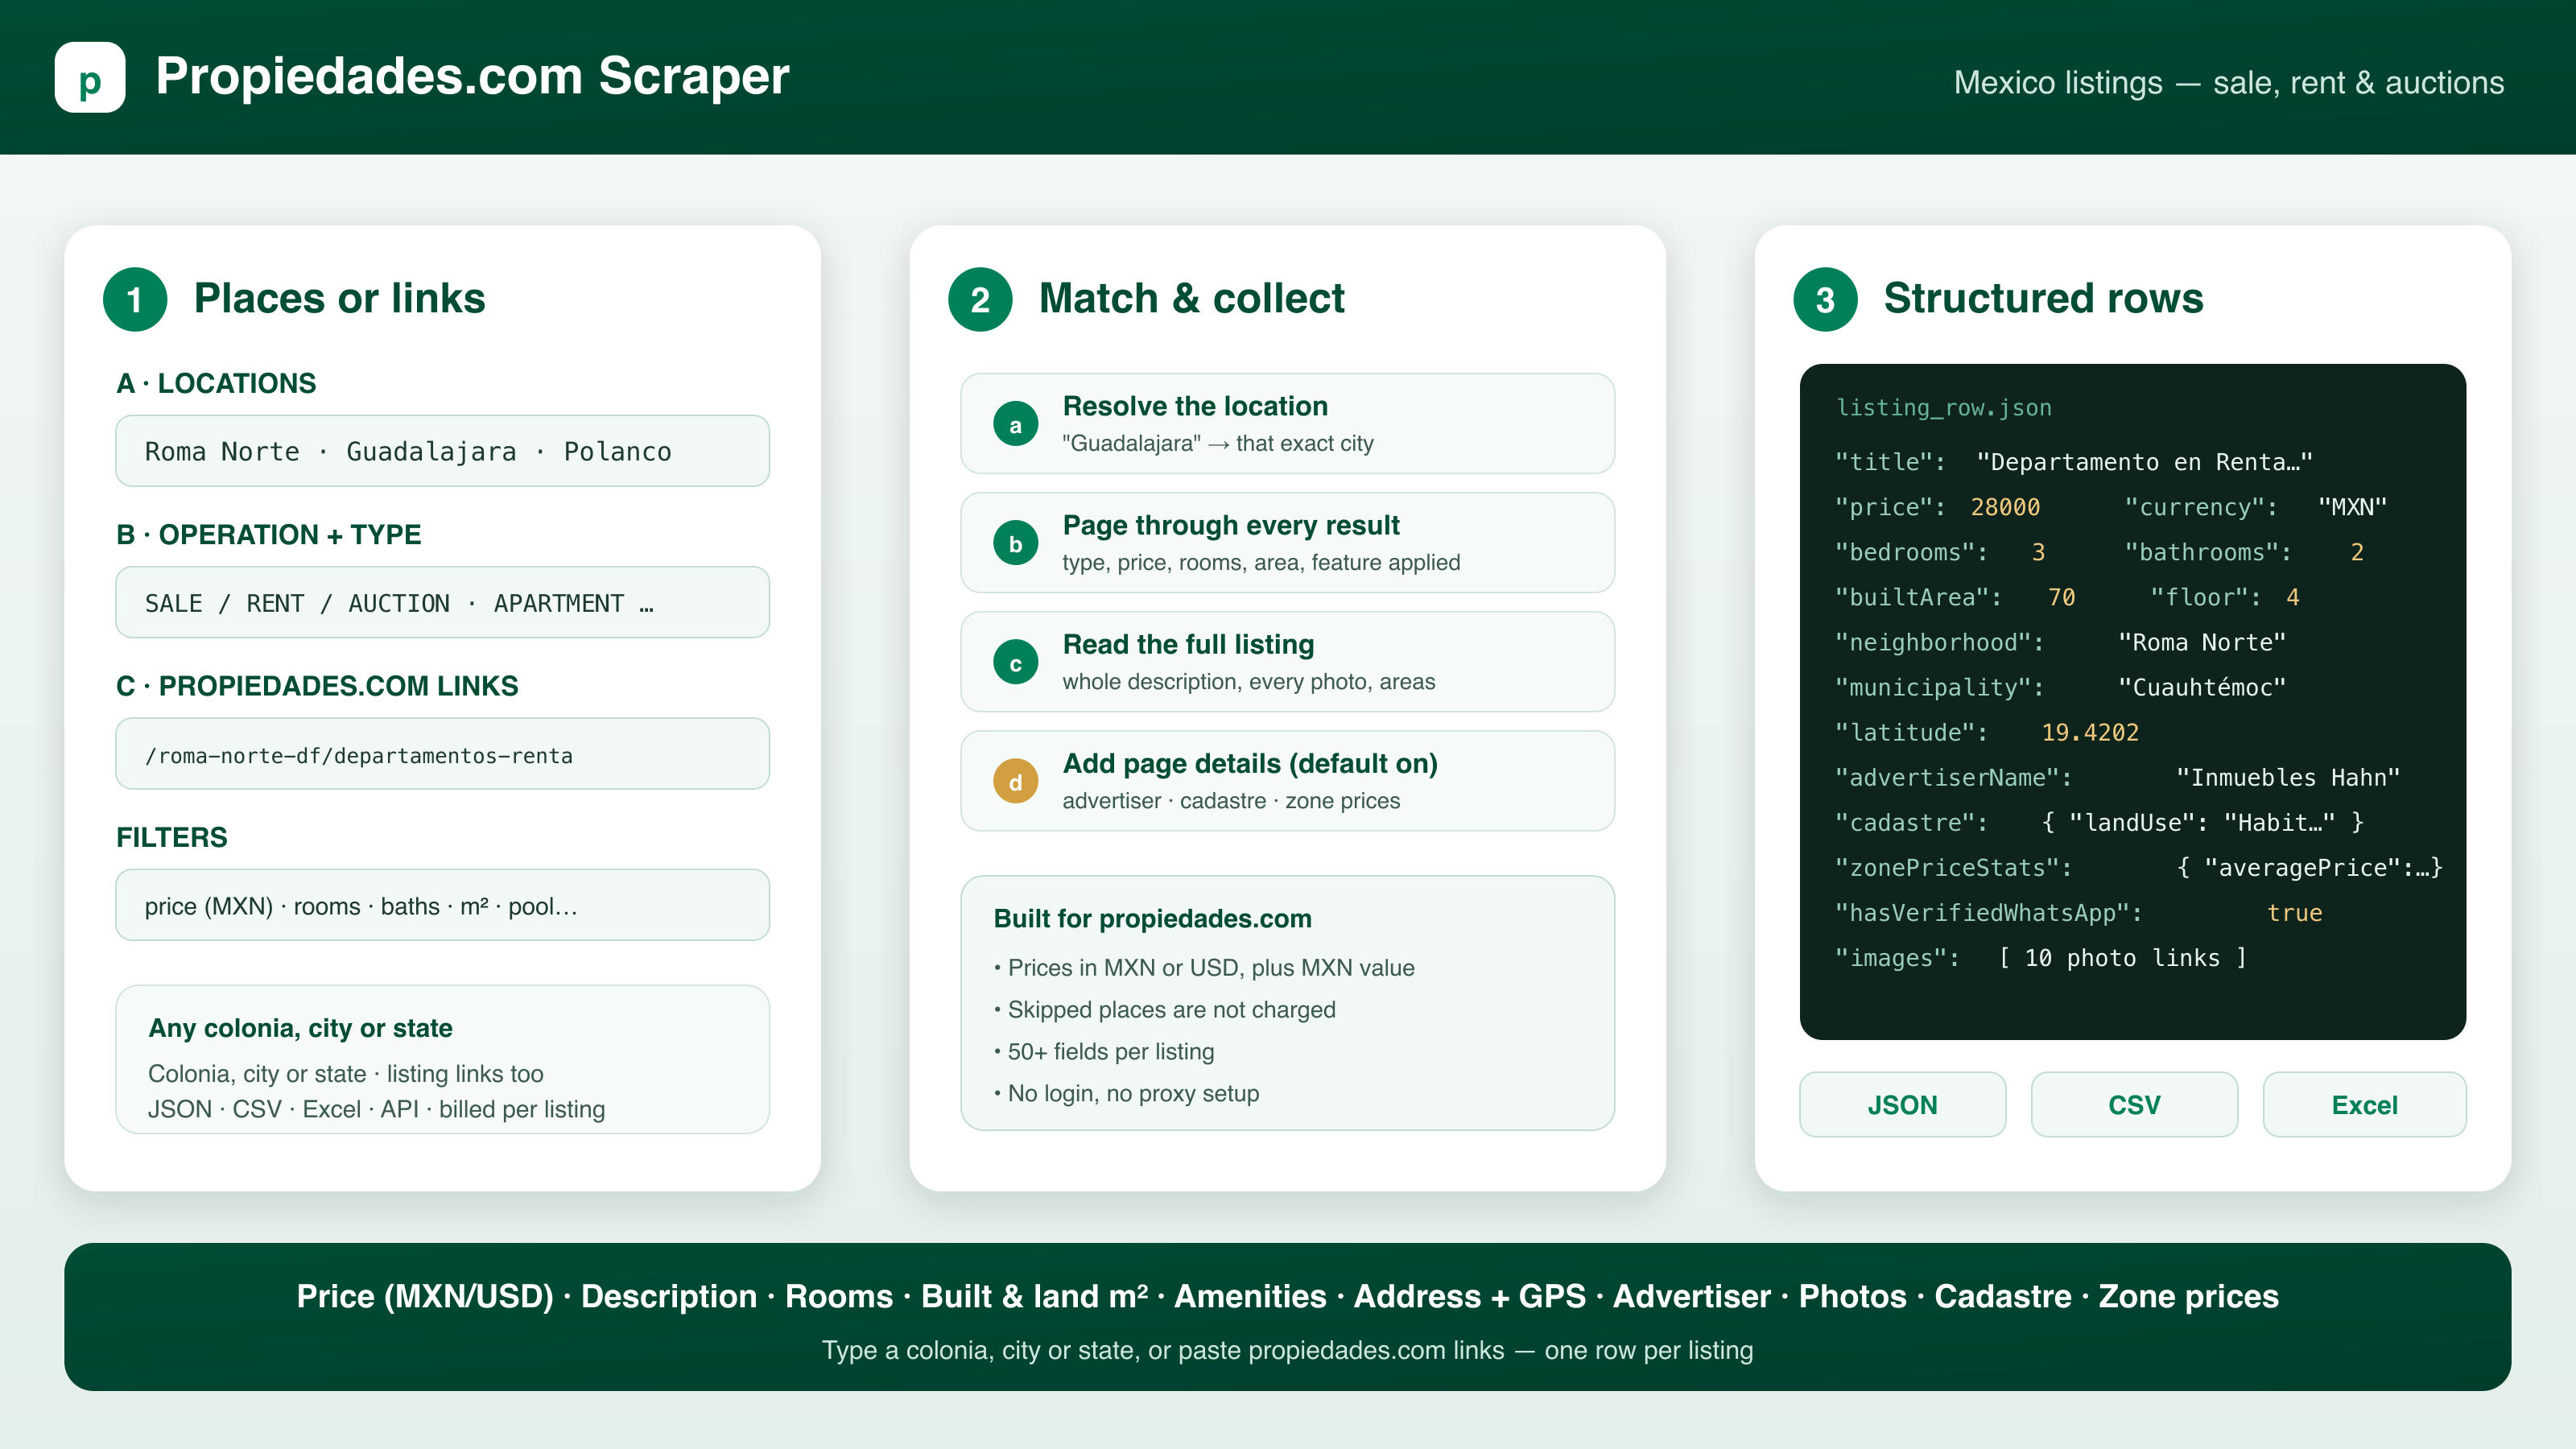 p
Propiedades.com Scraper
Mexico listings — sale, rent & auctions
1
Places or links
A · LOCATIONS
Roma Norte · Guadalajara · Polanco
B · OPERATION + TYPE
SALE / RENT / AUCTION · APARTMENT …
C · PROPIEDADES.COM LINKS
/roma-norte-df/departamentos-renta
FILTERS
price (MXN) · rooms · baths · m² · pool…
Any colonia, city or state
Colonia, city or state · listing links too
JSON · CSV · Excel · API · billed per listing
2
Match & collect
a
Resolve the location
"Guadalajara" → that exact city
b
Page through every result
type, price, rooms, area, feature applied
c
Read the full listing
whole description, every photo, areas
d
Add page details (default on)
advertiser · cadastre · zone prices
Built for propiedades.com
• Prices in MXN or USD, plus MXN value
• Skipped places are not charged
• 50+ fields per listing
• No login, no proxy setup
3
Structured rows
listing_row.json
"title": "Departamento en Renta…"
"price": 28000 "currency": "MXN"
"bedrooms": 3 "bathrooms": 2
"builtArea": 70 "floor": 4
"neighborhood": "Roma Norte"
"municipality": "Cuauhtémoc"
"latitude": 19.4202
"advertiserName": "Inmuebles Hahn"
"cadastre": { "landUse": "Habit…" }
"zonePriceStats": { "averagePrice":…}
"hasVerifiedWhatsApp": true
"images": [ 10 photo links ]
JSON
CSV
Excel
Price (MXN/USD) · Description · Rooms · Built & land m² · Amenities · Address + GPS · Advertiser · Photos · Cadastre · Zone prices
Type a colonia, city or state, or paste propiedades.com links — one row per listing